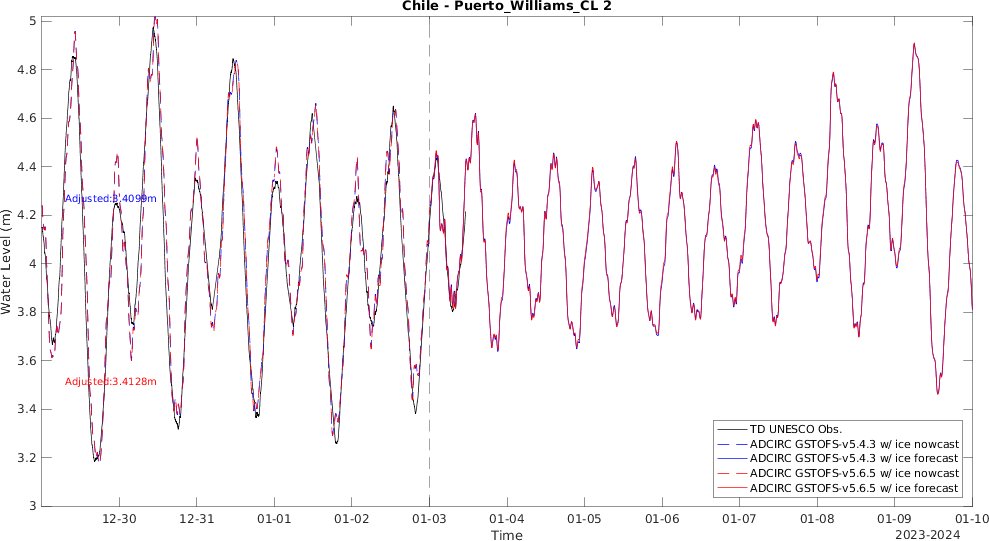 Chile - Puerto_Williams_CL 2
5
4.8
4.6
4.4
4.2
4
3.8
3.6
3.4
3.2
3
Water Level (m)
Adjusted:3.4099m
Adjusted:3.4128m
TD UNESCO Obs.
ADCIRC GSTOFS-v5.4.3 w/ ice nowcast
ADCIRC GSTOFS-v5.4.3 w/ ice forecast
ADCIRC GSTOFS-v5.6.5 w/ ice nowcast
ADCIRC GSTOFS-v5.6.5 w/ ice forecast
12-30 12-31 01-01 01-02 01-03 01-04 01-05 01-06 01-07 01-08 01-09 01-10
Time
2023-2024